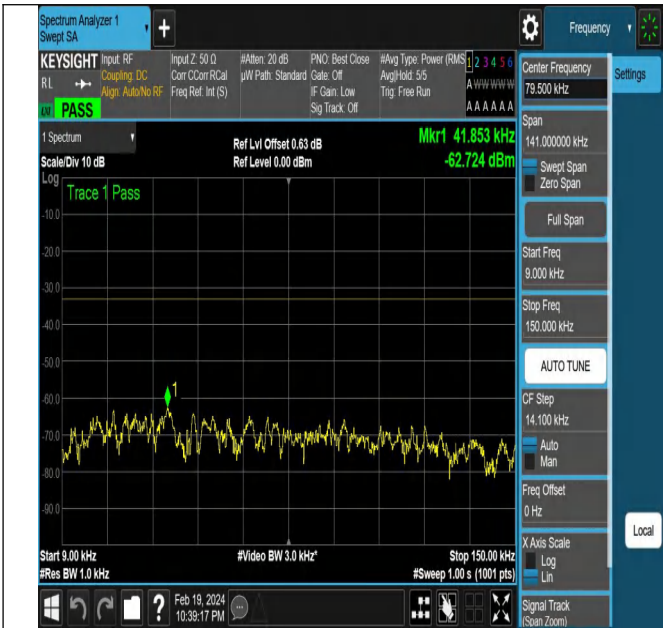 Spectrum Analyzer 1
Swept SA
Frequency
KEYSIGHT
RL
LXI
PASS
Input: RF
Coupling: DC
Align: Auto/No RF
Input Z: 50 Ω
Corr CCorr RCal
Freq Ref: Int (S)
#Atten: 20 dB
µW Path: Standard
PNO: Best Close
Gate: Off
IF Gain: Low
Sig Track: Off
#Avg Type: Power (RMS
Avg|Hold: 5/5
Trig: Free Run
1 2 3 4 5 6
A W W W W W
A A A A A A
1 Spectrum
Scale/Div 10 dB
Ref Lvl Offset 0.63 dB
Ref Level 0.00 dBm
Mkr1 41.853 kHz
-62.724 dBm
Log
Trace 1 Pass
-10.0
-20.0
-30.0
-40.0
-50.0
-60.0
-70.0
-80.0
-90.0
1
Start 9.00 kHz
#Res BW 1.0 kHz
#Video BW 3.0 kHz*
Stop 150.00 kHz
#Sweep 1.00 s (1001 pts)
Center Frequency
79.500 kHz
Settings
Span
141.000000 kHz
Swept Span
Zero Span
Full Span
Start Freq
9.000 kHz
Stop Freq
150.000 kHz
AUTO TUNE
CF Step
14.100 kHz
Auto
Man
Freq Offset
0 Hz
X Axis Scale
Log
Lin
Local
Signal Track
(Span Zoom)
?
Feb 19, 2024
10:39:17 PM